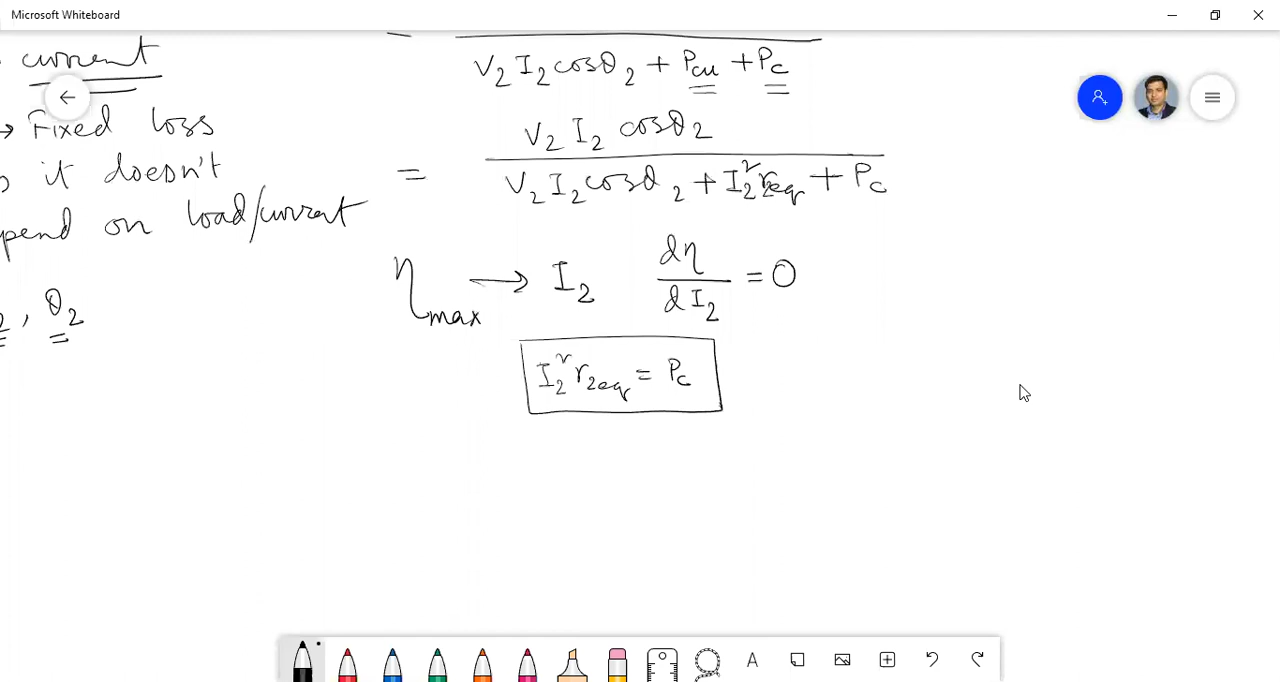 Microsoft Whiteboard
current
→ Fixed loss
it doesn't
depend on load/current
, θ2
=
V2 I2 cosθ2 + Pcu + Pc
V2 I2 cosθ2
=
V2 I2 cosθ2 + I2² r2eq + Pc
ηmax → I2 dη/dI2 = 0
I2² r2eq = Pc
A